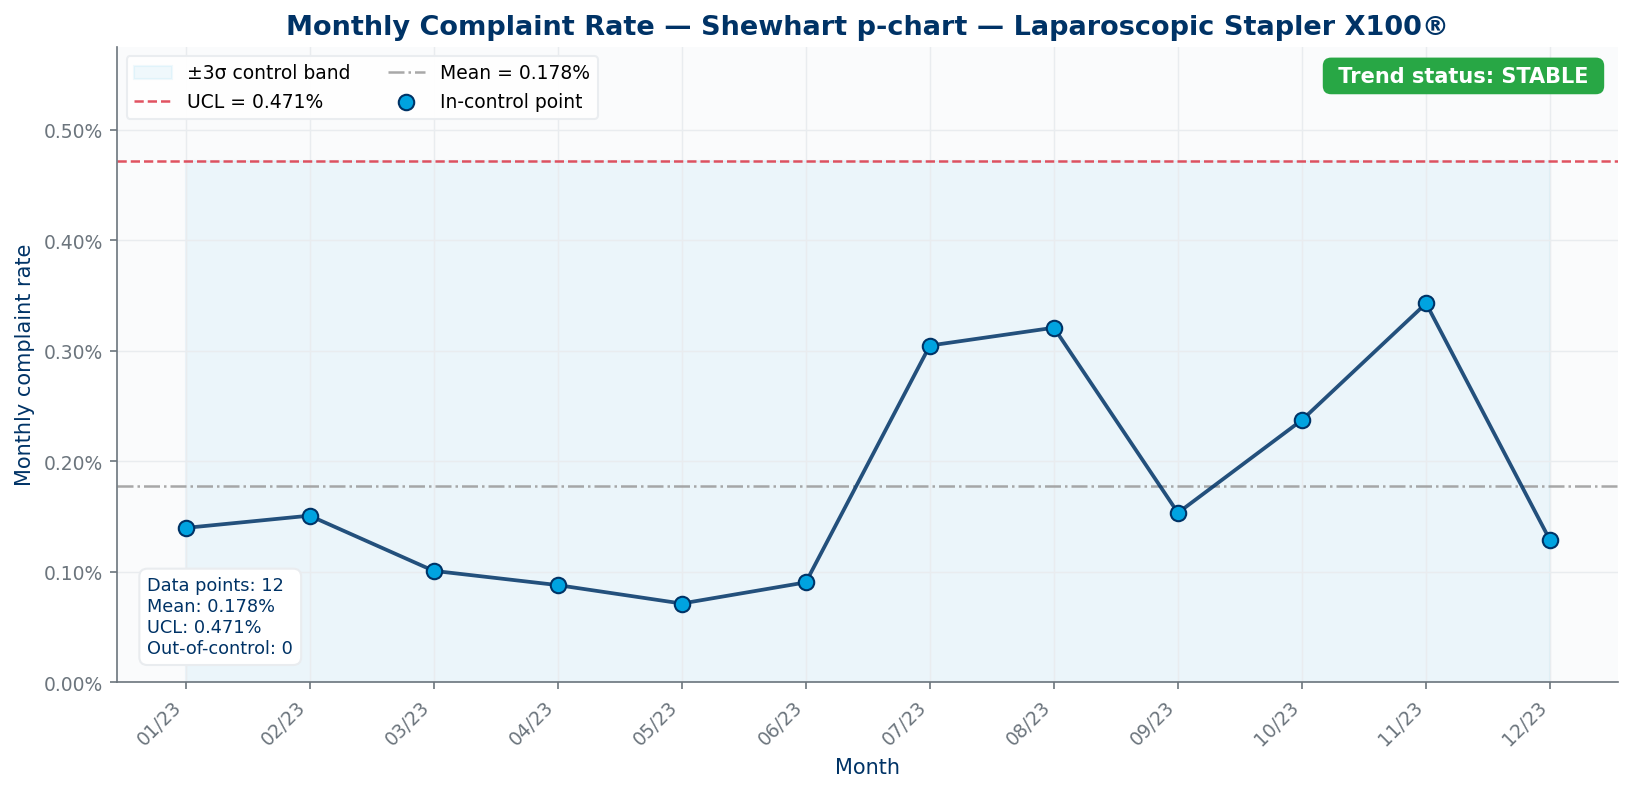 Monthly Complaint Rate — Shewhart p-chart — Laparoscopic Stapler X100®
±3σ control band
UCL = 0.471%
Mean = 0.178%
In-control point
Trend status: STABLE
Monthly complaint rate
0.50%
0.40%
0.30%
0.20%
0.10%
0.00%
Data points: 12
Mean: 0.178%
UCL: 0.471%
Out-of-control: 0
01/23
02/23
03/23
04/23
05/23
06/23
07/23
08/23
09/23
10/23
11/23
12/23
Month